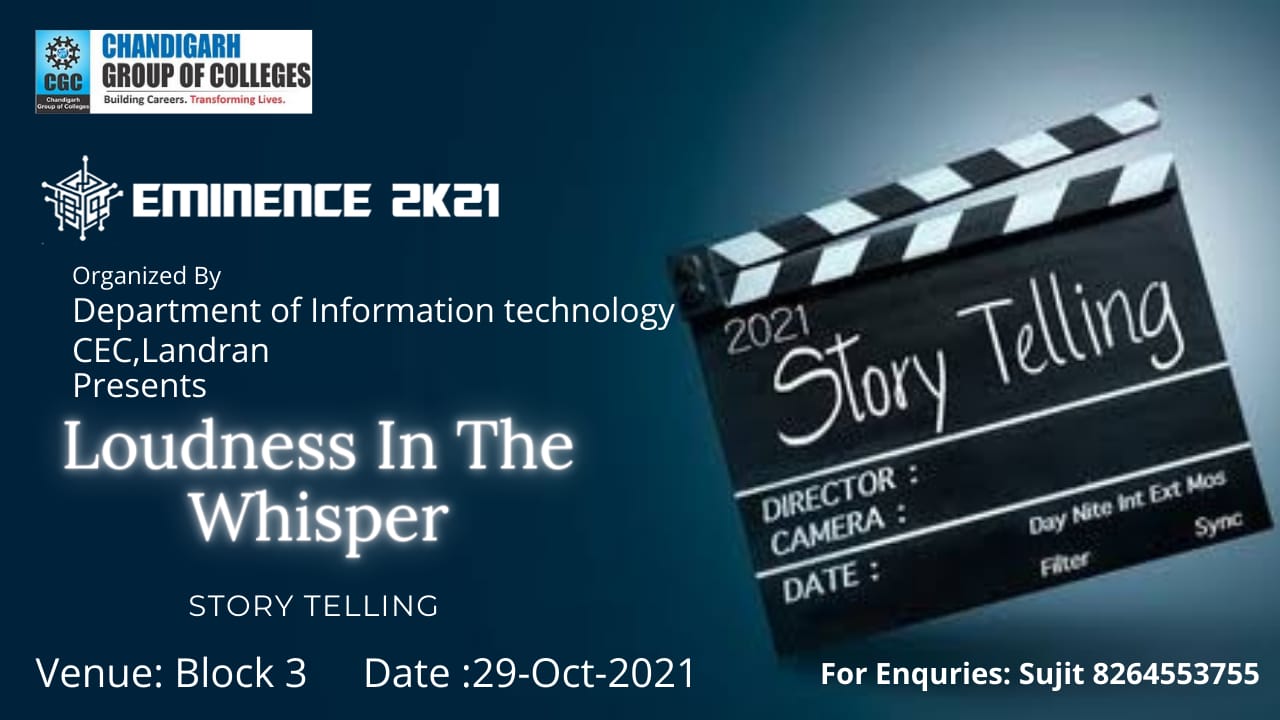 CHANDIGARH
GROUP OF COLLEGES
Building Careers. Transforming Lives.
CGC
Chandigarh
Group of Colleges
EMINENCE 2K21
Organized By
Department of Information technology
CEC,Landran
Presents
Loudness In The
Whisper
STORY TELLING
Venue: Block 3 Date :29-Oct-2021
2021
Story Telling
DIRECTOR :
CAMERA :
DATE :
Day Nite Int Ext Mos
Filter Sync
For Enquries: Sujit 8264553755